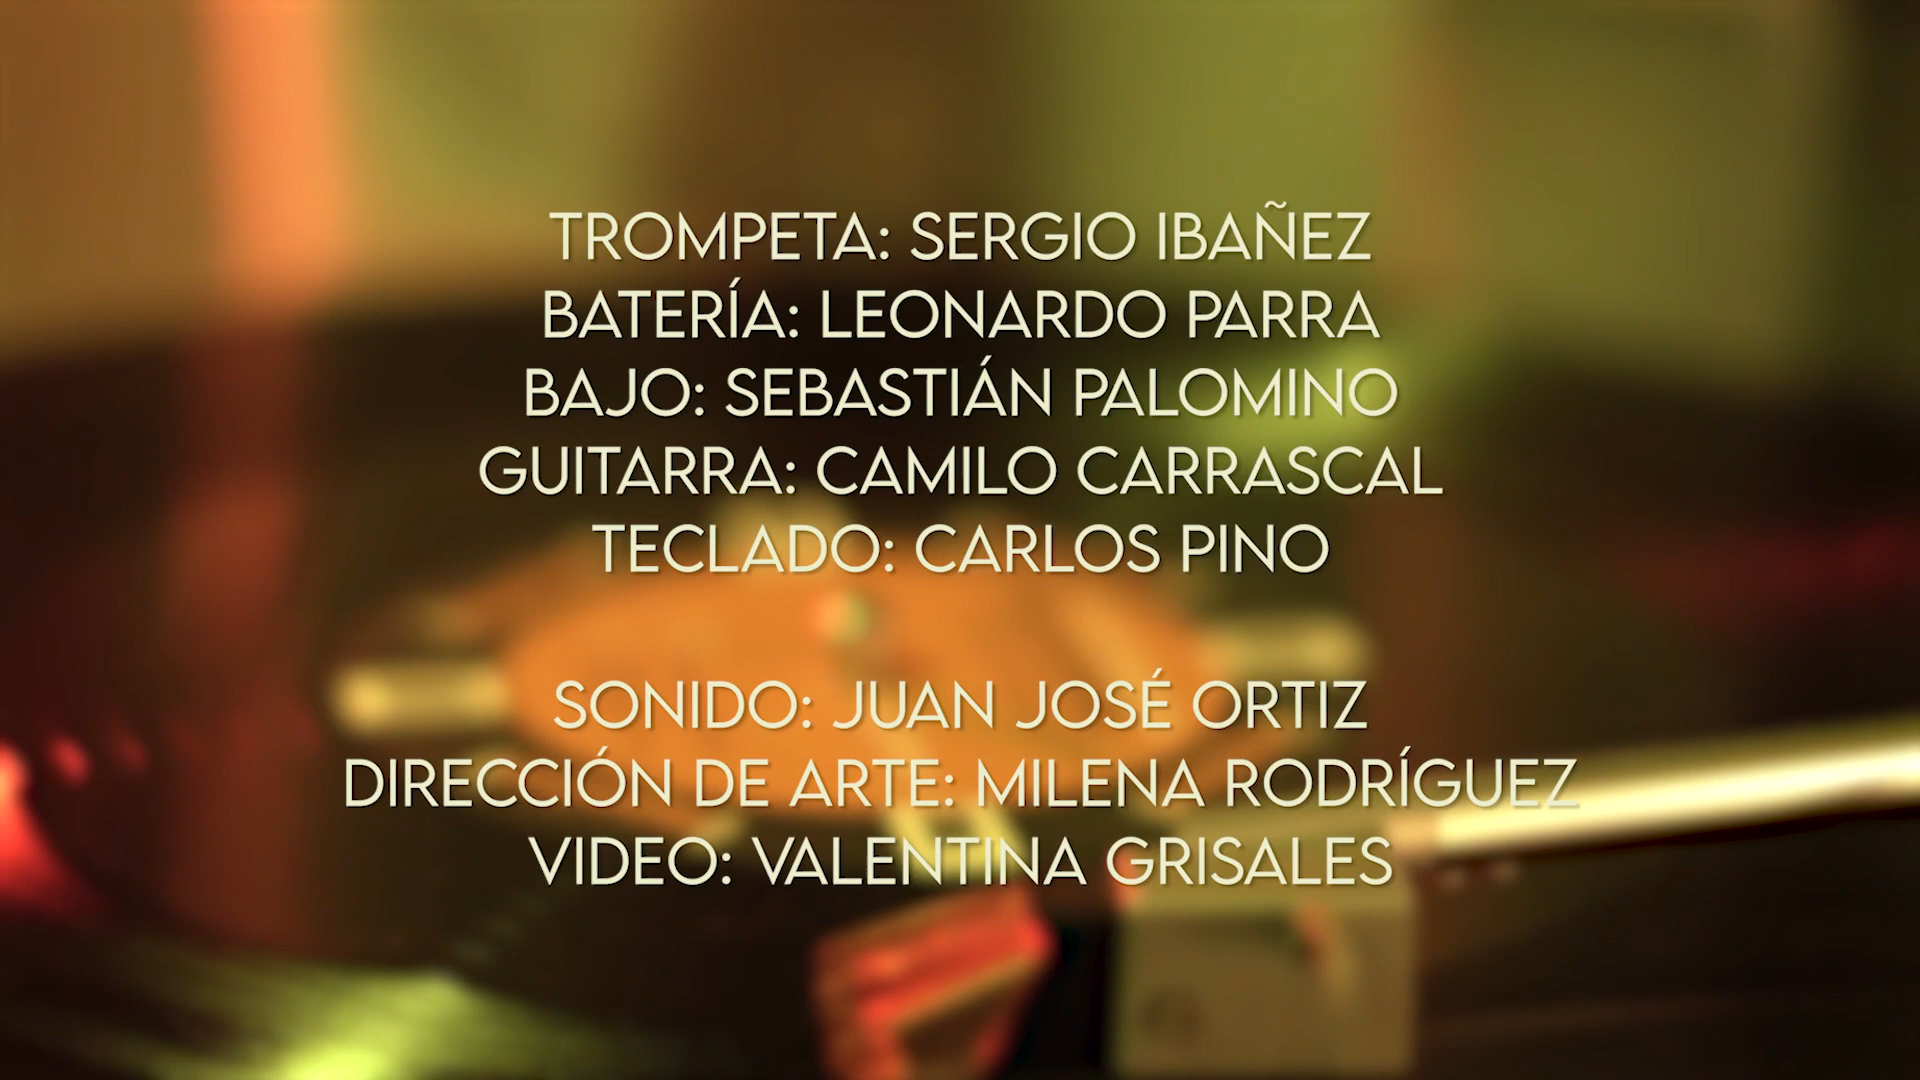 TROMPETA: SERGIO IBAÑEZ
BATERÍA: LEONARDO PARRA
BAJO: SEBASTIÁN PALOMINO
GUITARRA: CAMILO CARRASCAL
TECLADO: CARLOS PINO
SONIDO: JUAN JOSÉ ORTIZ
DIRECCIÓN DE ARTE: MILENA RODRÍGUEZ
VIDEO: VALENTINA GRISALES